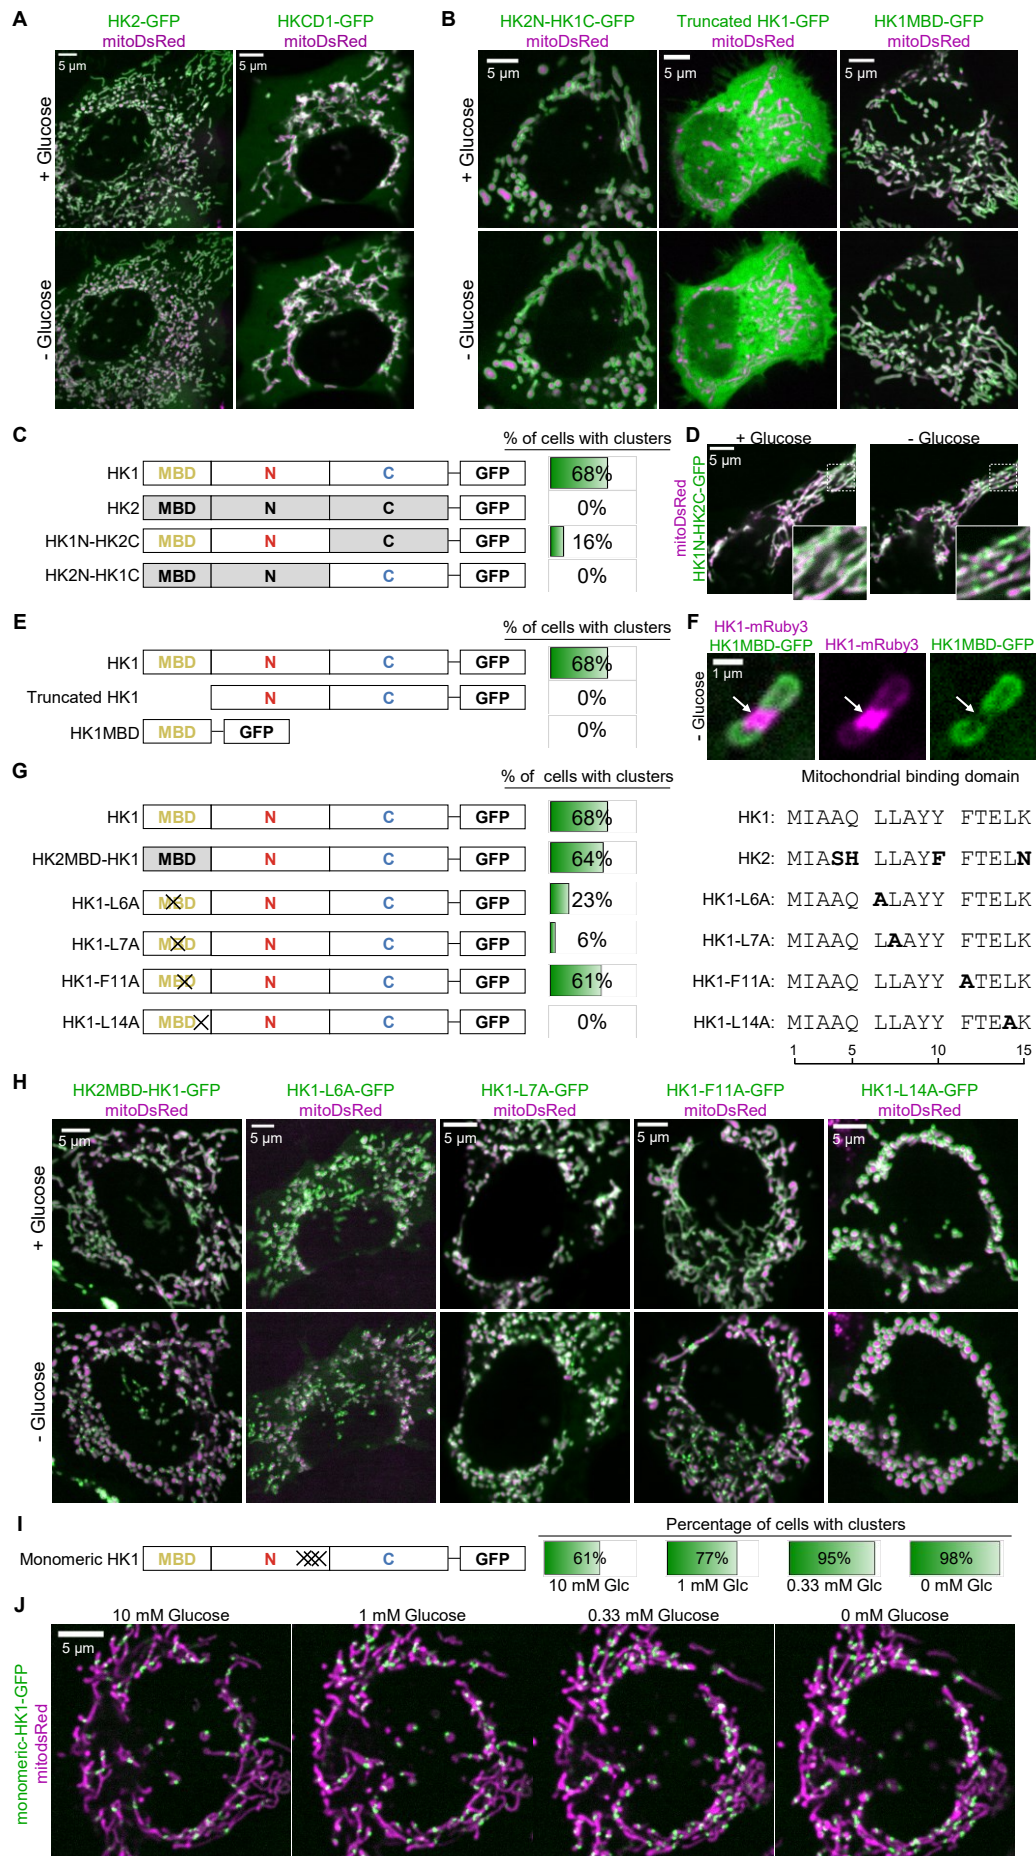 A
HK2-GFP
mitoDsRed
HKCD1-GFP
mitoDsRed
5 µm
5 µm
+ Glucose
- Glucose
B
HK2N-HK1C-GFP
mitoDsRed
Truncated HK1-GFP
mitoDsRed
HK1MBD-GFP
mitoDsRed
5 µm
5 µm
5 µm
+ Glucose
- Glucose
C
% of cells with clusters
HK1 MBD N C GFP 68%
HK2 MBD N C GFP 0%
HK1N-HK2C MBD N C GFP 16%
HK2N-HK1C MBD N C GFP 0%
D
+ Glucose
- Glucose
mitoDsRed
HK1N-HK2C-GFP
5 µm
E
% of cells with clusters
HK1 MBD N C GFP 68%
Truncated HK1 N C GFP 0%
HK1MBD MBD GFP 0%
F
HK1-mRuby3
HK1MBD-GFP
HK1-mRuby3
HK1MBD-GFP
- Glucose
1 µm
G
% of cells with clusters
Mitochondrial binding domain
HK1 MBD N C GFP 68%
HK1: MIAAQ LLAYY FTELK
HK2MBD-HK1 MBD N C GFP 64%
HK2: MIASH LLAYF FTELN
HK1-L6A MBD N C GFP 23%
HK1-L6A: MIAAQ ALAYY FTELK
HK1-L7A MBD N C GFP 6%
HK1-L7A: MIAAQ LAAYY FTELK
HK1-F11A MBD N C GFP 61%
HK1-F11A: MIAAQ LLAYY ATELK
HK1-L14A MBD N C GFP 0%
HK1-L14A: MIAAQ LLAYY FTEAK
1 5 10 15
H
HK2MBD-HK1-GFP
mitoDsRed
HK1-L6A-GFP
mitoDsRed
HK1-L7A-GFP
mitoDsRed
HK1-F11A-GFP
mitoDsRed
HK1-L14A-GFP
mitoDsRed
5 µm
5 µm
5 µm
5 µm
5 µm
+ Glucose
- Glucose
I
Percentage of cells with clusters
Monomeric HK1 MBD N C GFP
61% 77% 95% 98%
10 mM Glc 1 mM Glc 0.33 mM Glc 0 mM Glc
J
10 mM Glucose
1 mM Glucose
0.33 mM Glucose
0 mM Glucose
monomeric-HK1-GFP
mitodsRed
5 µm